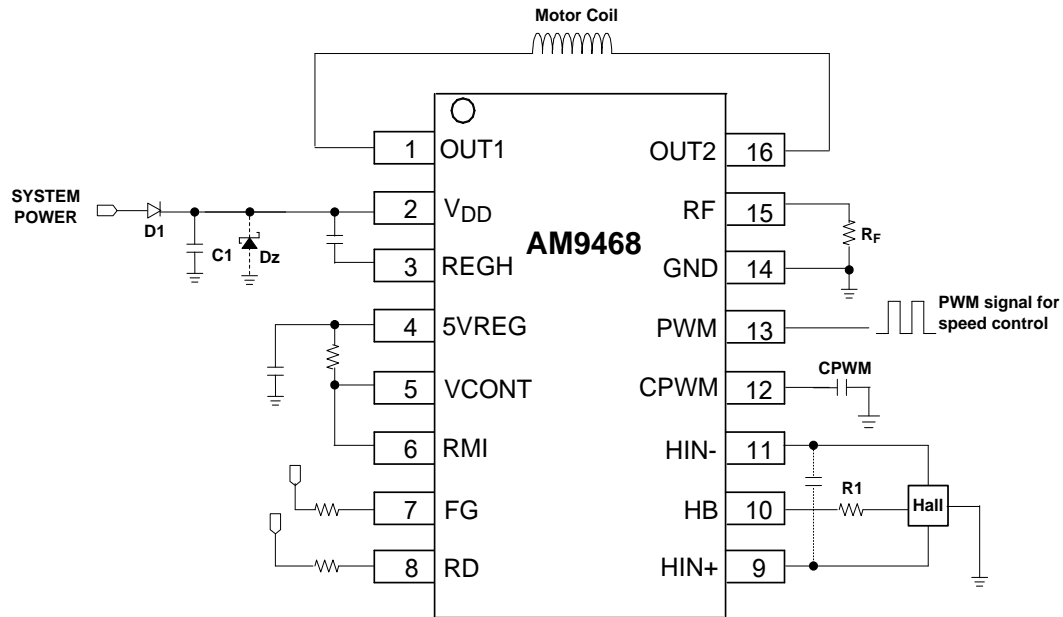 Motor Coil
1 OUT1
OUT2 16
SYSTEM
POWER
D1
C1
Dz
2 VDD
RF 15
RF
AM9468
3 REGH
GND 14
4 5VREG
PWM 13
PWM signal for
speed control
5 VCONT
CPWM 12
CPWM
6 RMI
HIN- 11
7 FG
HB 10
R1
Hall
8 RD
HIN+ 9